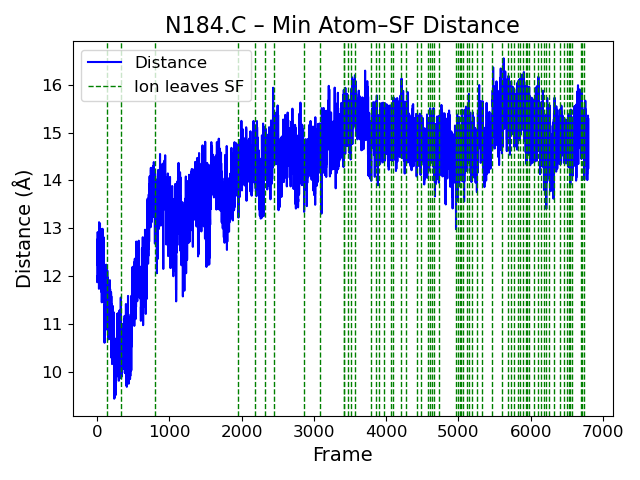 N184.C – Min Atom–SF Distance
Distance
Ion leaves SF
Distance (Å)
16
15
14
13
12
11
10
0 1000 2000 3000 4000 5000 6000 7000
Frame